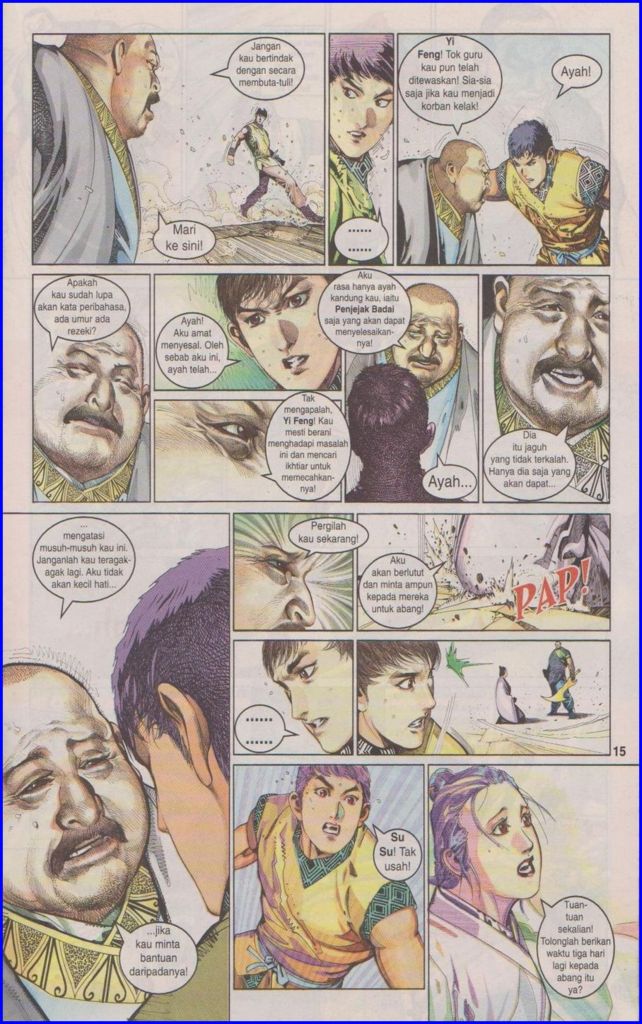 Jangan
kau bertindak
dengan secara
membuta-tuli!
Mari
ke sini!
......
......
Yi
Feng! Tok guru
kau pun telah
ditewaskan! Sia-sia
saja jika kau menjadi
korban kelak!
Ayah!
Apakah
kau sudah lupa
akan kata peribahasa,
ada umur ada
rezeki?
Ayah!
Aku amat
menyesal. Oleh
sebab aku ini,
ayah telah...
Tak
mengapalah,
Yi Feng! Kau
mesti berani
menghadapi masalah
ini dan mencari
ikhtiar untuk
memecahkan-
nya!
Aku
rasa hanya ayah
kandung kau, iaitu
Penjejak Badai
saja yang akan dapat
menyelesaikan-
nya!
Ayah...
Dia
itu jaguh
yang tidak terkalah.
Hanya dia saja yang
akan dapat...
...
mengatasi
musuh-musuh kau ini.
Janganlah kau teragak-
agak lagi. Aku tidak
akan kecil hati...
...jika
kau minta
bantuan
daripadanya!
Pergilah
kau sekarang!
Aku
akan berlutut
dan minta ampun
kepada mereka
untuk abang!
PAP!
......
......
15
Su
Su! Tak
usah!
Tuan-
tuan
sekalian!
Tolonglah berikan
waktu tiga hari
lagi kepada
abang itu
ya?